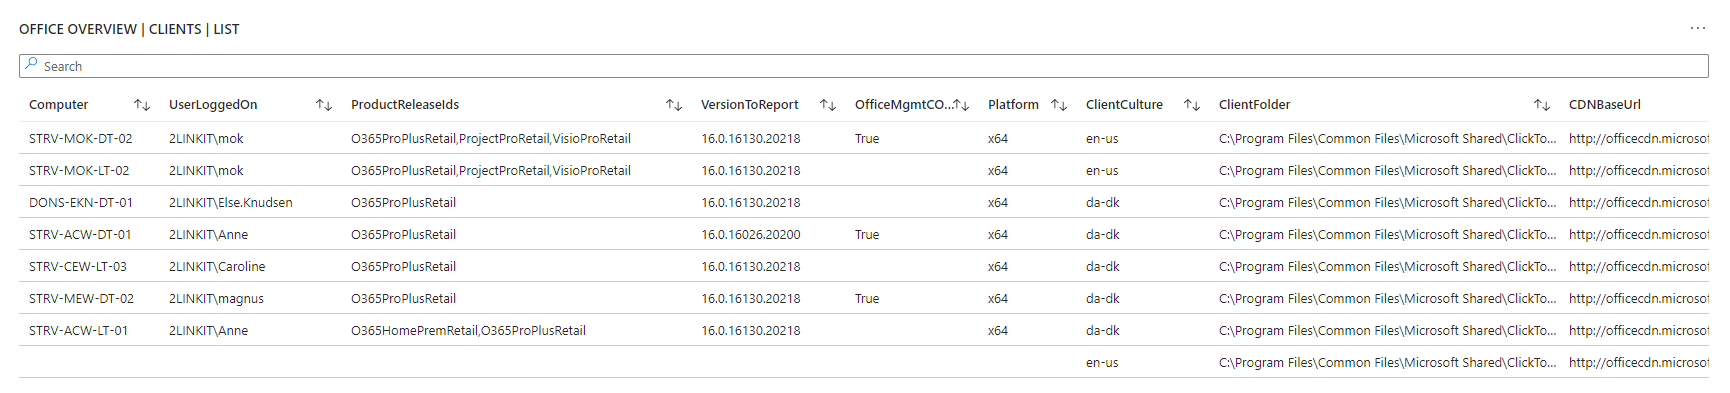 OFFICE OVERVIEW | CLIENTS | LIST
...
Search
Computer UserLoggedOn ProductReleaseIds VersionToReport OfficeMgmtCO... Platform ClientCulture ClientFolder CDNBaseUrl
STRV-MOK-DT-02 2LINKIT\mok O365ProPlusRetail,ProjectProRetail,VisioProRetail 16.0.16130.20218 True x64 en-us C:\Program Files\Common Files\Microsoft Shared\ClickTo... http://officecdn.microsof
STRV-MOK-LT-02 2LINKIT\mok O365ProPlusRetail,ProjectProRetail,VisioProRetail 16.0.16130.20218 x64 en-us C:\Program Files\Common Files\Microsoft Shared\ClickTo... http://officecdn.microsof
DONS-EKN-DT-01 2LINKIT\Else.Knudsen O365ProPlusRetail 16.0.16130.20218 x64 da-dk C:\Program Files\Common Files\Microsoft Shared\ClickTo... http://officecdn.microsof
STRV-ACW-DT-01 2LINKIT\Anne O365ProPlusRetail 16.0.16026.20200 True x64 da-dk C:\Program Files\Common Files\Microsoft Shared\ClickTo... http://officecdn.microsof
STRV-CEW-LT-03 2LINKIT\Caroline O365ProPlusRetail 16.0.16130.20218 x64 da-dk C:\Program Files\Common Files\Microsoft Shared\ClickTo... http://officecdn.microsof
STRV-MEW-DT-02 2LINKIT\magnus O365ProPlusRetail 16.0.16130.20218 True x64 da-dk C:\Program Files\Common Files\Microsoft Shared\ClickTo... http://officecdn.microsof
STRV-ACW-LT-01 2LINKIT\Anne O365HomePremRetail,O365ProPlusRetail 16.0.16130.20218 x64 da-dk C:\Program Files\Common Files\Microsoft Shared\ClickTo... http://officecdn.microsof
en-us C:\Program Files\Common Files\Microsoft Shared\ClickTo... http://officecdn.microsof